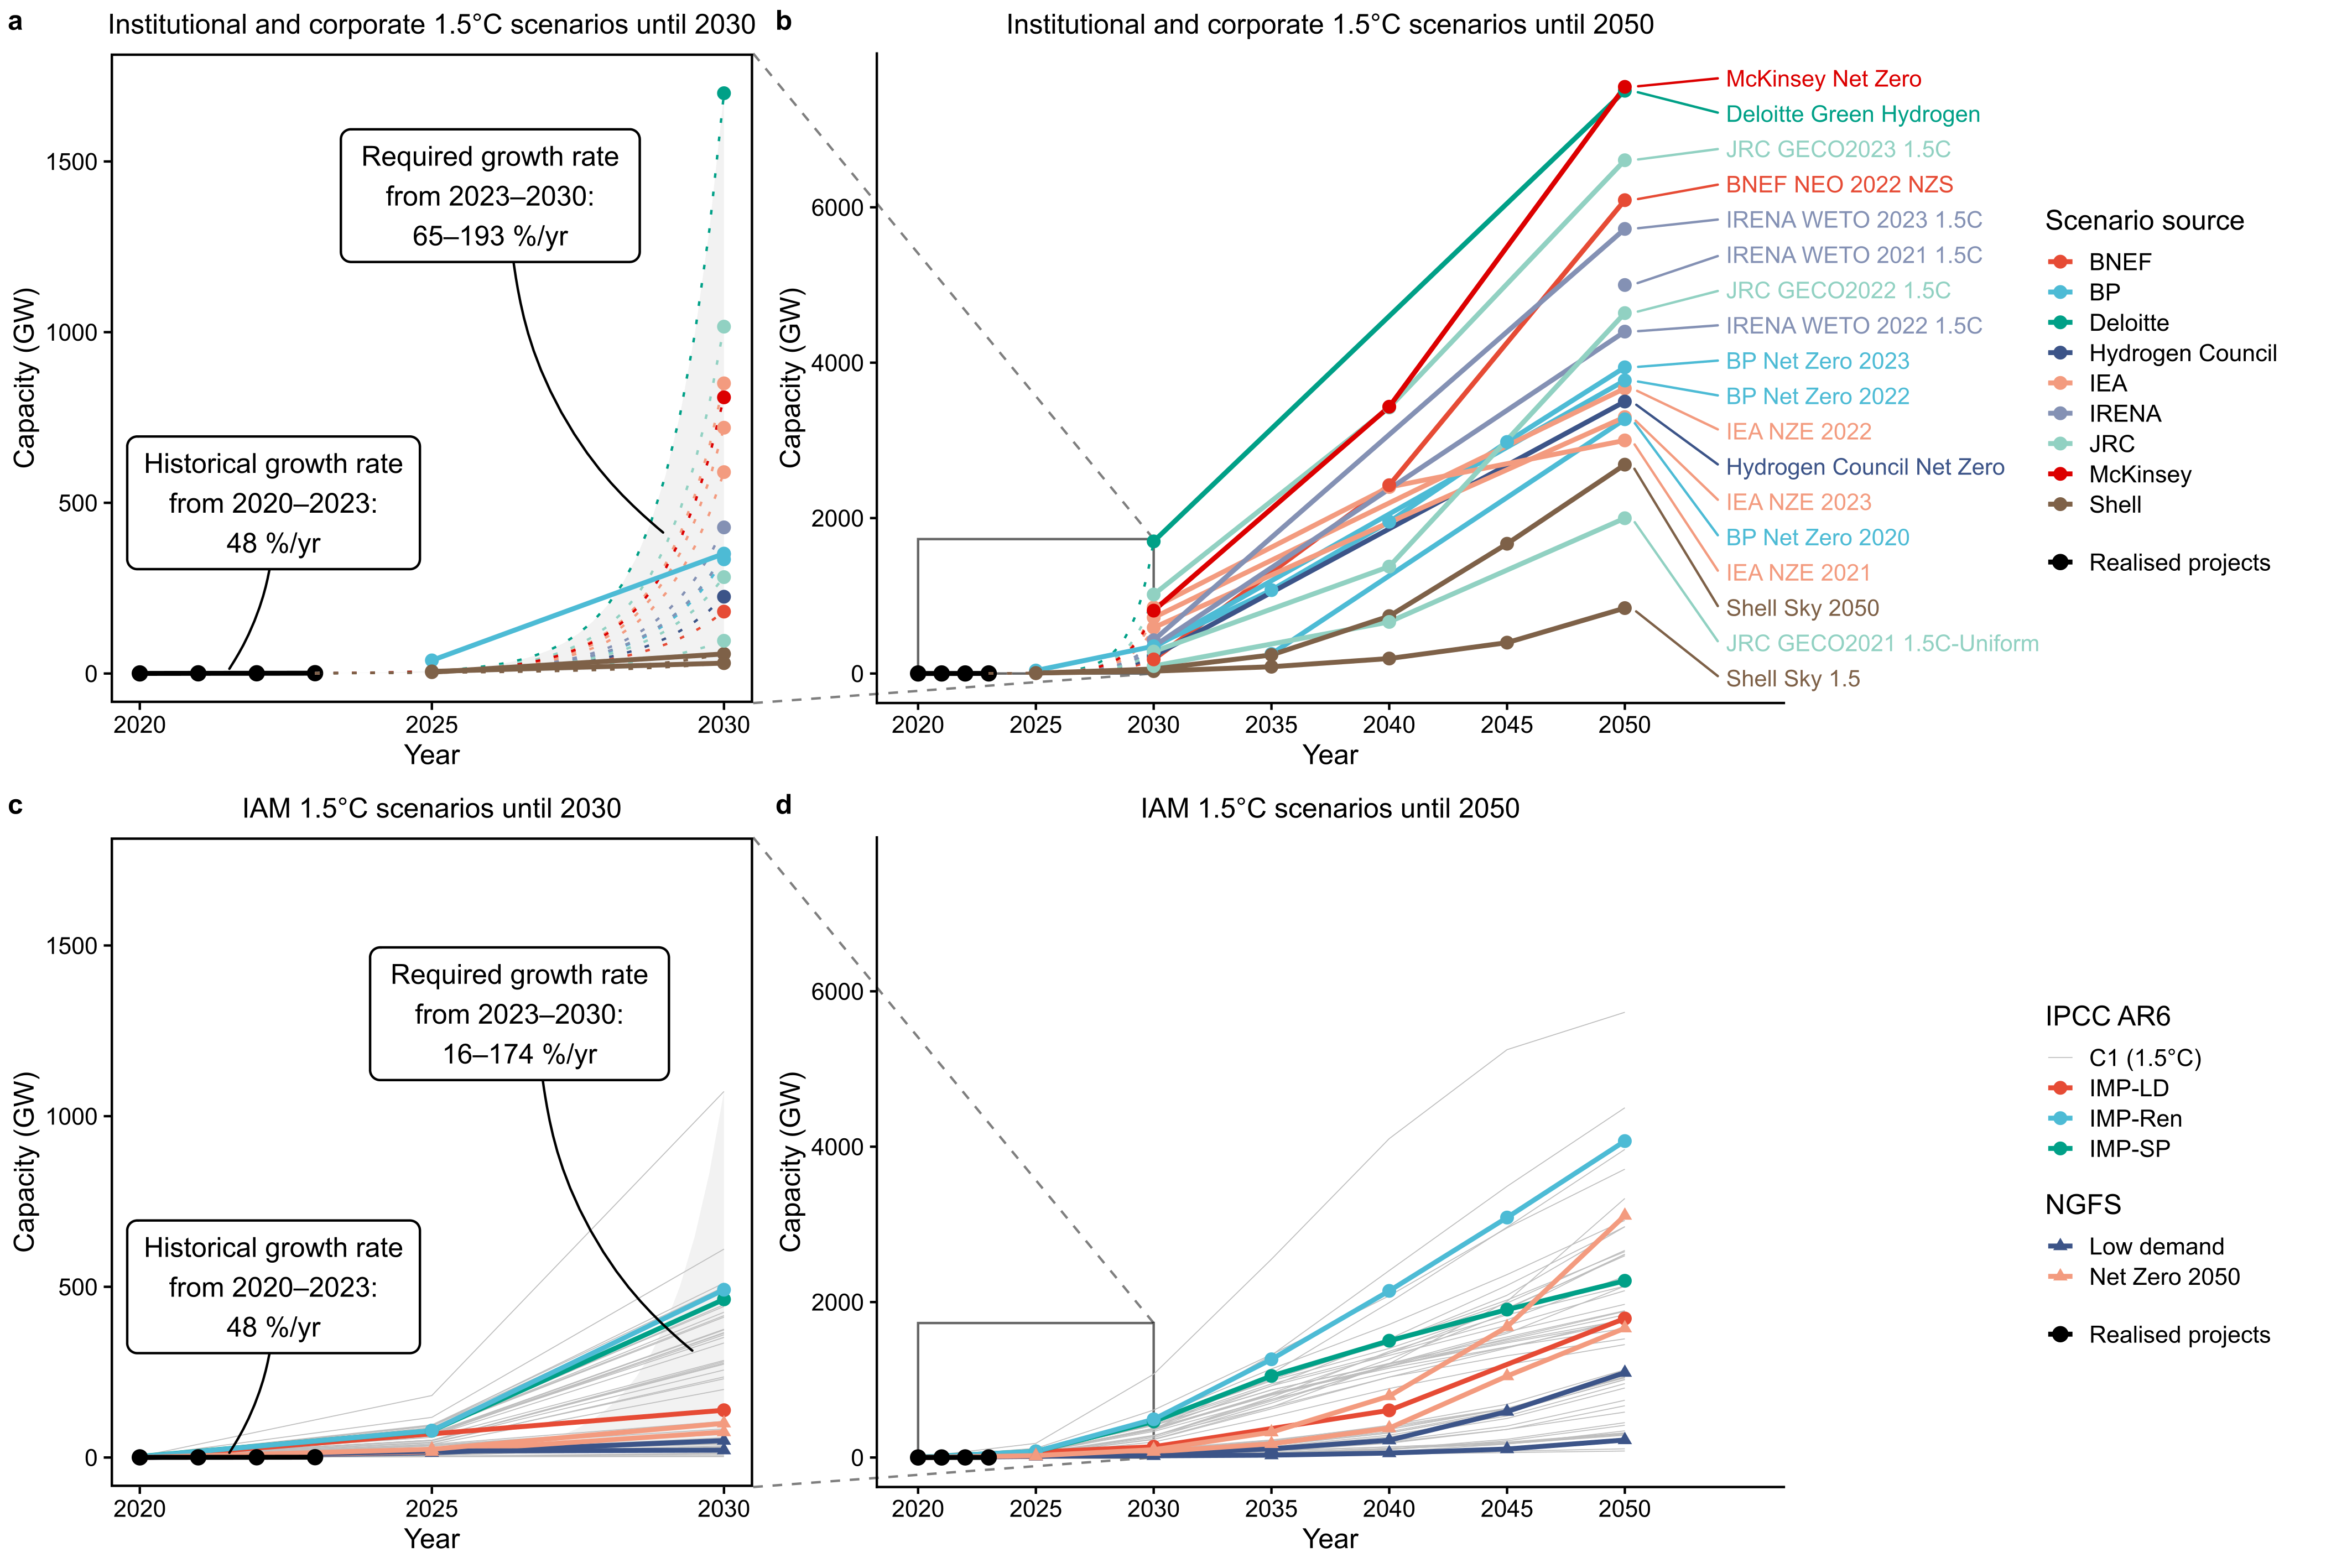 a
Institutional and corporate 1.5°C scenarios until 2030
Capacity (GW)
1500
1000
500
0
Required growth rate
from 2023–2030:
65–193 %/yr
Historical growth rate
from 2020–2023:
48 %/yr
2020
2025
2030
Year
b
Institutional and corporate 1.5°C scenarios until 2050
Capacity (GW)
6000
4000
2000
0
2020
2025
2030
2035
2040
2045
2050
Year
McKinsey Net Zero
Deloitte Green Hydrogen
JRC GECO2023 1.5C
BNEF NEO 2022 NZS
IRENA WETO 2023 1.5C
IRENA WETO 2021 1.5C
JRC GECO2022 1.5C
IRENA WETO 2022 1.5C
BP Net Zero 2023
BP Net Zero 2022
IEA NZE 2022
Hydrogen Council Net Zero
IEA NZE 2023
BP Net Zero 2020
IEA NZE 2021
Shell Sky 2050
JRC GECO2021 1.5C-Uniform
Shell Sky 1.5
Scenario source
BNEF
BP
Deloitte
Hydrogen Council
IEA
IRENA
JRC
McKinsey
Shell
Realised projects
c
IAM 1.5°C scenarios until 2030
Capacity (GW)
1500
1000
500
0
Required growth rate
from 2023–2030:
16–174 %/yr
Historical growth rate
from 2020–2023:
48 %/yr
2020
2025
2030
Year
d
IAM 1.5°C scenarios until 2050
Capacity (GW)
6000
4000
2000
0
2020
2025
2030
2035
2040
2045
2050
Year
IPCC AR6
C1 (1.5°C)
IMP-LD
IMP-Ren
IMP-SP
NGFS
Low demand
Net Zero 2050
Realised projects